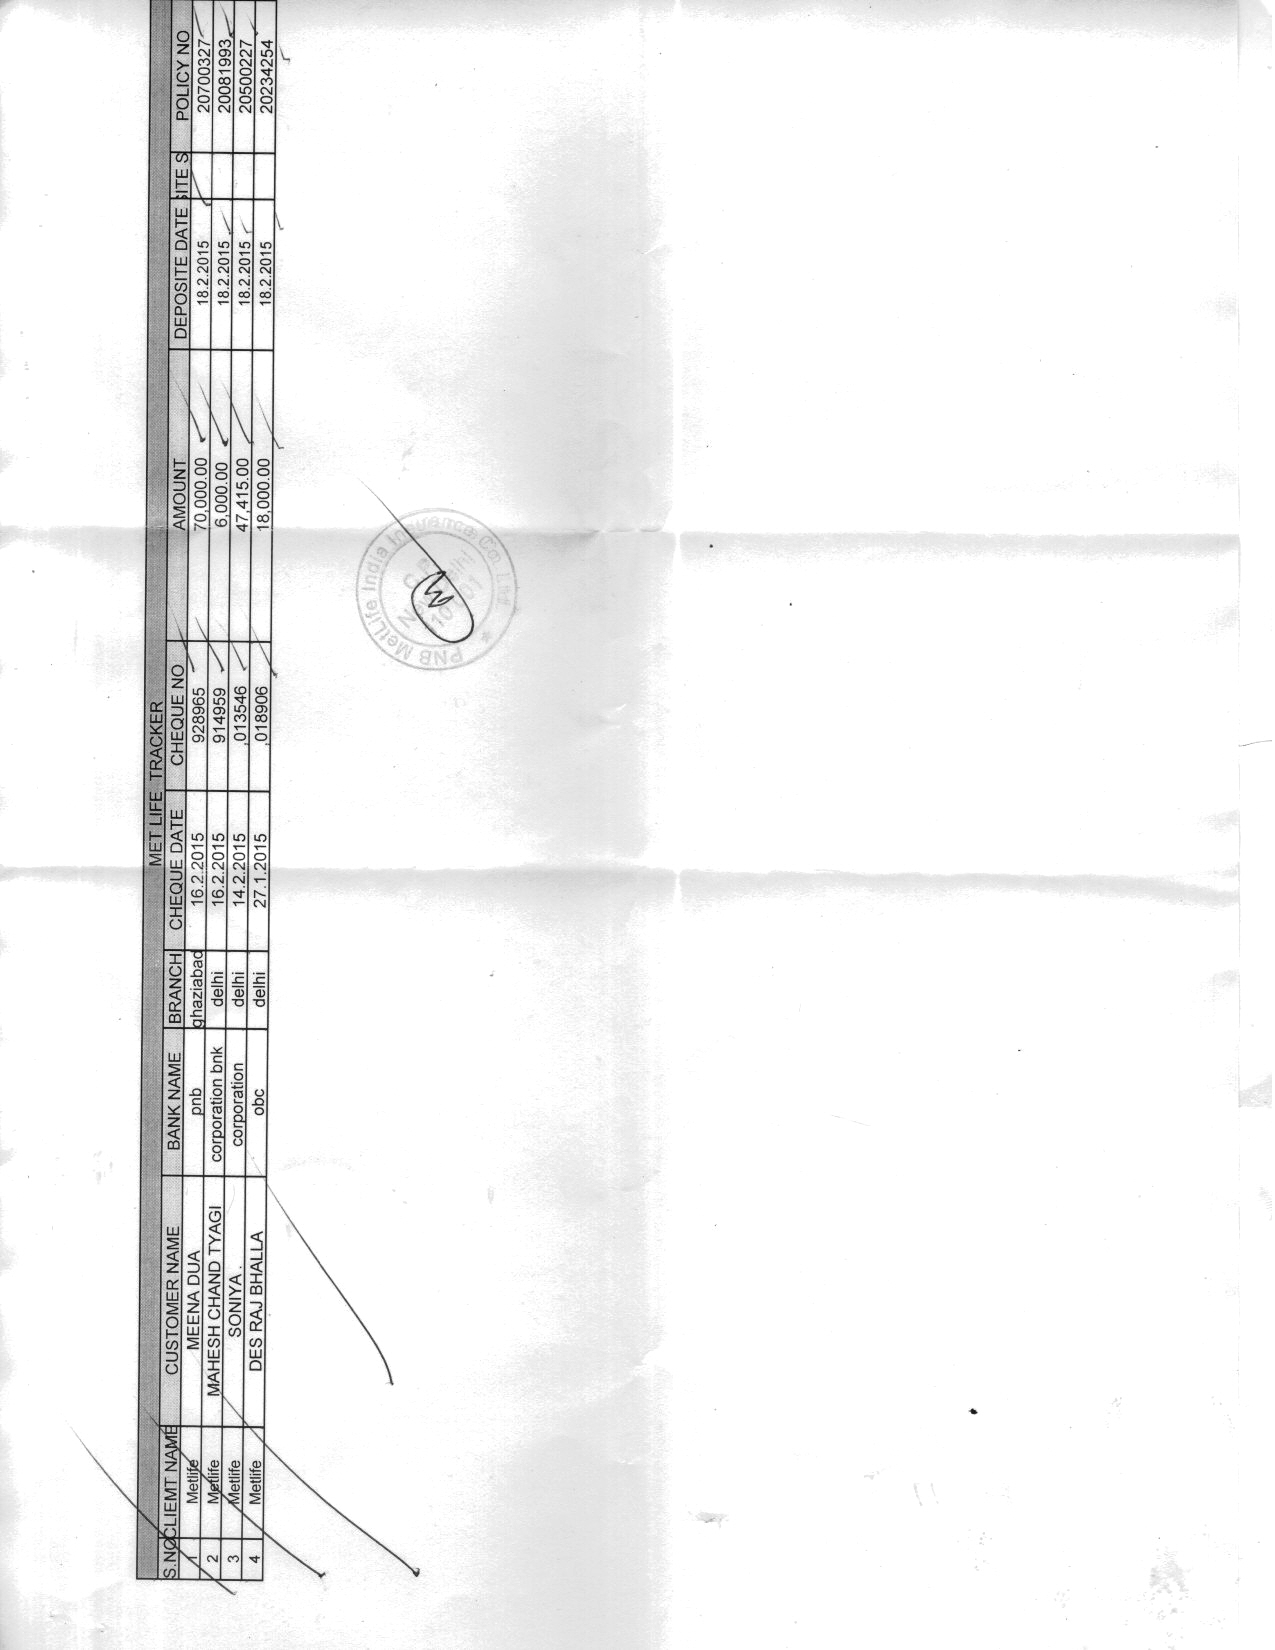 MET LIFE TRACKER
S.NO CLIEMT NAME CUSTOMER NAME BANK NAME BRANCH CHEQUE DATE CHEQUE NO AMOUNT DEPOSITE DATE SITE S POLICY NO
1 Metlife MEENA DUA pnb ghaziabad 16.2.2015 928965 70,000.00 18.2.2015 20700327
2 Metlife MAHESH CHAND TYAGI corporation bnk delhi 16.2.2015 914959 6,000.00 18.2.2015 20081993
3 Metlife SONIYA . corporation delhi 14.2.2015 ,013546 47,415.00 18.2.2015 20500227
4 Metlife DES RAJ BHALLA obc delhi 27.1.2015 ,018906 18,000.00 18.2.2015 20234254
PNB MetLife India Insurance Co. Ltd.